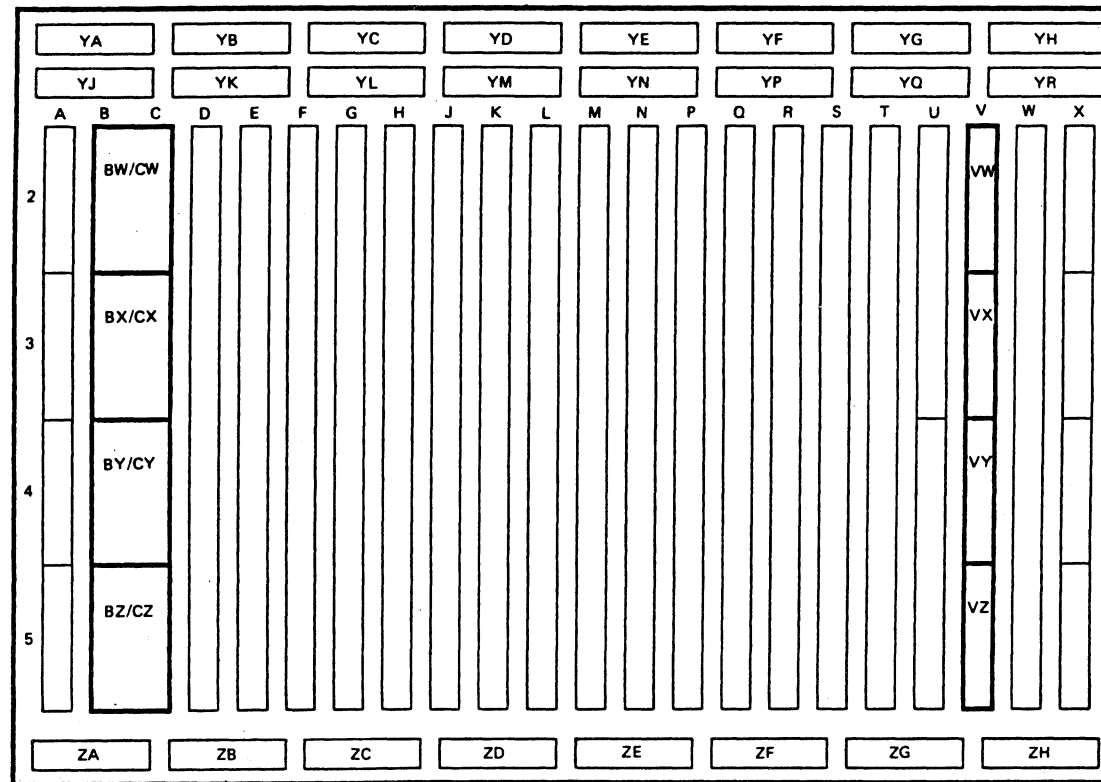 YA YB YC YD YE YF YG YH
YJ YK YL YM YN YP YQ YR
A B C D E F G H J K L M N P Q R S T U V W X
BW/CW VW
2
BX/CX VX
3
BY/CY VY
4
BZ/CZ VZ
5
ZA ZB ZC ZD ZE ZF ZG ZH